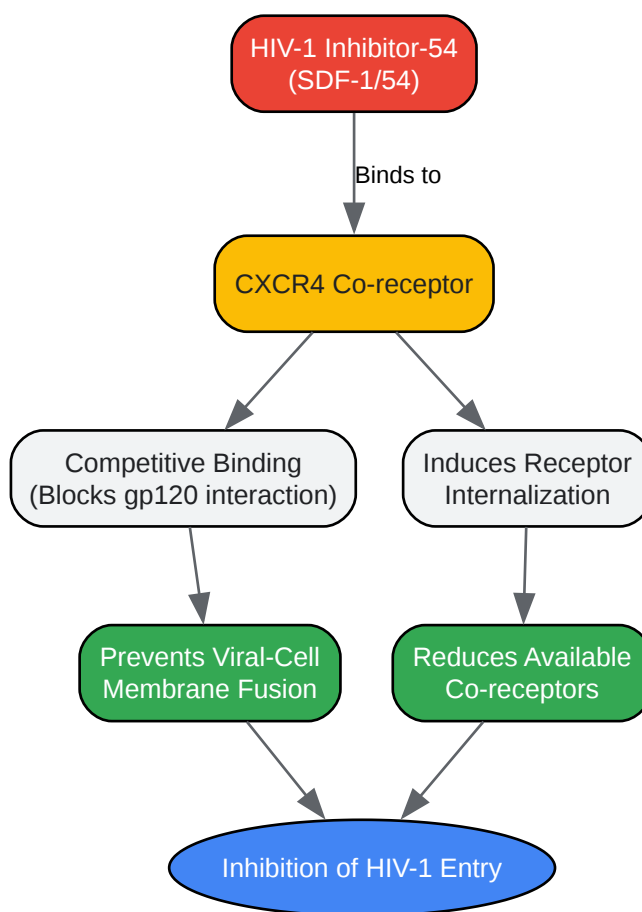 HIV-1 Inhibitor-54
(SDF-1/54)
Binds to
CXCR4 Co-receptor
Competitive Binding
(Blocks gp120 interaction)
Induces Receptor
Internalization
Prevents Viral-Cell
Membrane Fusion
Reduces Available
Co-receptors
Inhibition of HIV-1 Entry